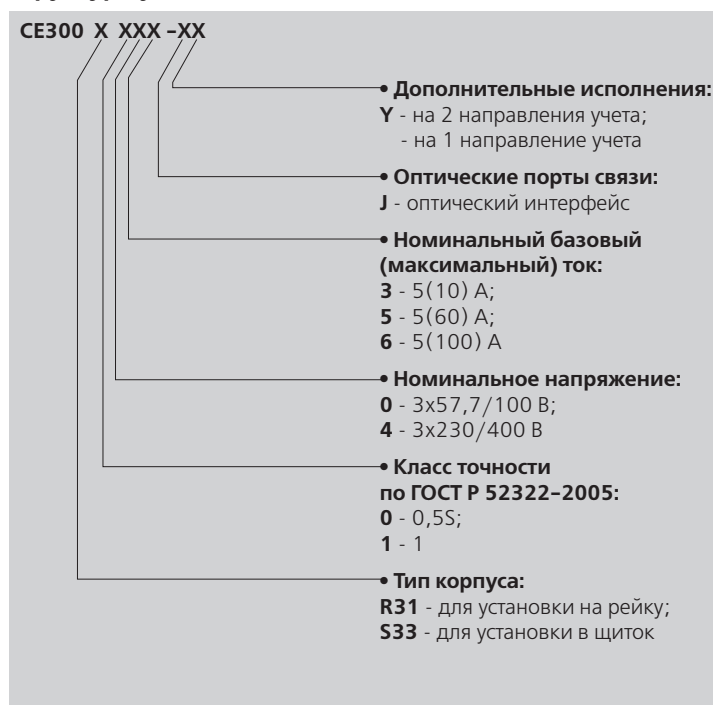 CE300 X XXX –XX
• Дополнительные исполнения:
Y - на 2 направления учета;
- на 1 направление учета
• Оптические порты связи:
J - оптический интерфейс
• Номинальный базовый
(максимальный) ток:
3 - 5(10) А;
5 - 5(60) А;
6 - 5(100) А
• Номинальное напряжение:
0 - 3х57,7/100 В;
4 - 3х230/400 В
• Класс точности
по ГОСТ Р 52322–2005:
0 - 0,5S;
1 - 1
• Тип корпуса:
R31 - для установки на рейку;
S33 - для установки в щиток